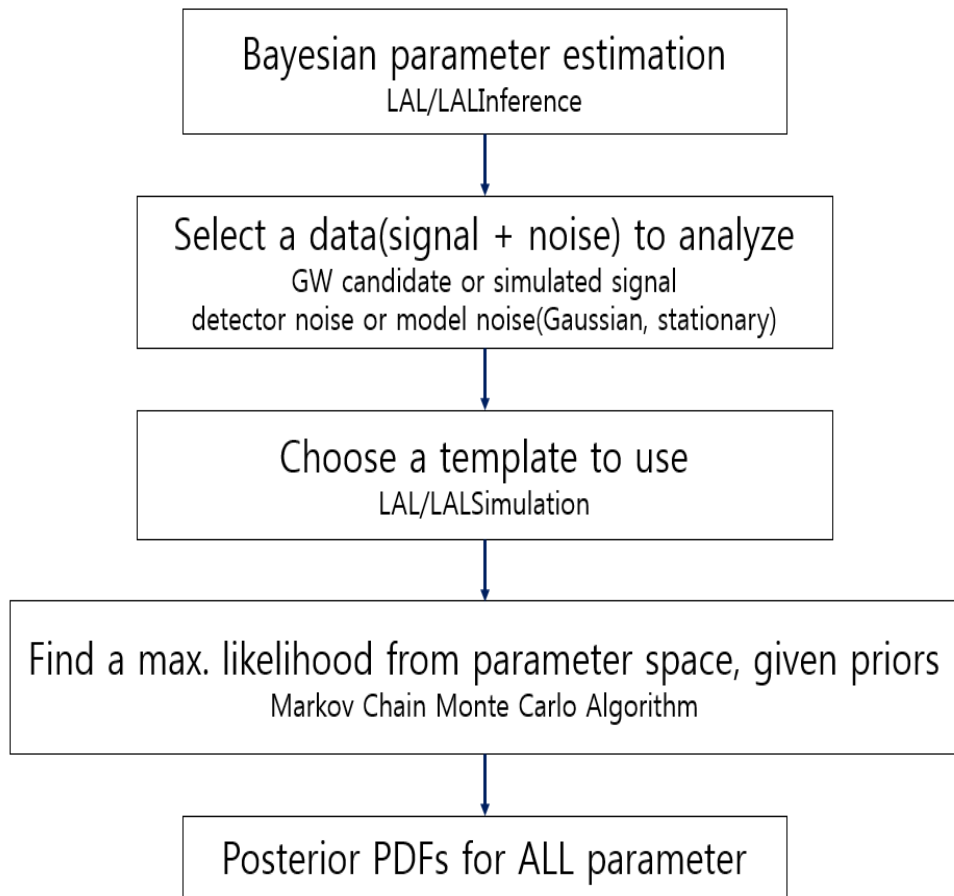 Bayesian parameter estimation
LAL/LALInference
Select a data(signal + noise) to analyze
GW candidate or simulated signal
detector noise or model noise(Gaussian, stationary)
Choose a template to use
LAL/LALSimulation
Find a max. likelihood from parameter space, given priors
Markov Chain Monte Carlo Algorithm
Posterior PDFs for ALL parameter